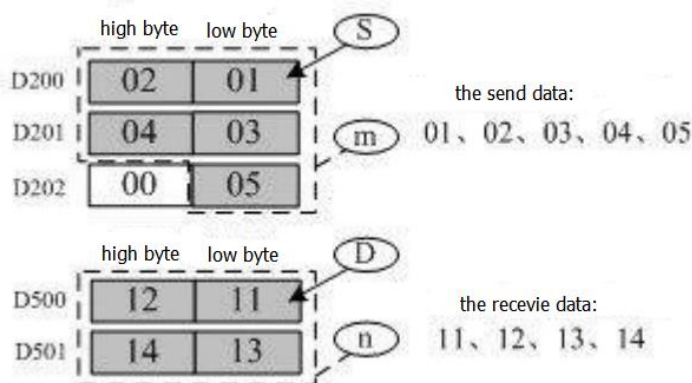 high byte low byte S
D200 02 01 the send data:
D201 04 03 m 01、02、03、04、05
D202 00 05
high byte low byte D
D500 12 11 the recevie data:
D501 14 13 n 11、12、13、14